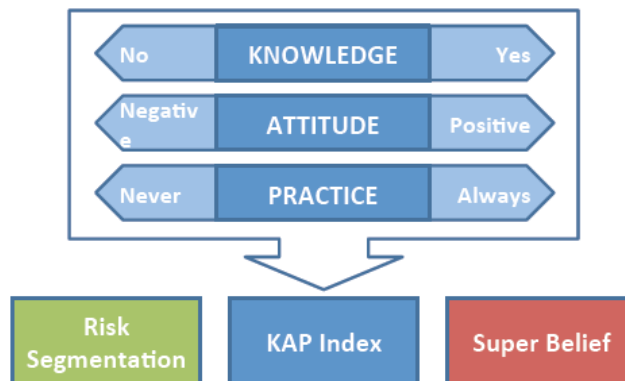 No KNOWLEDGE Yes
Negativ
e ATTITUDE Positive
Never PRACTICE Always
Risk
Segmentation
KAP Index
Super Belief